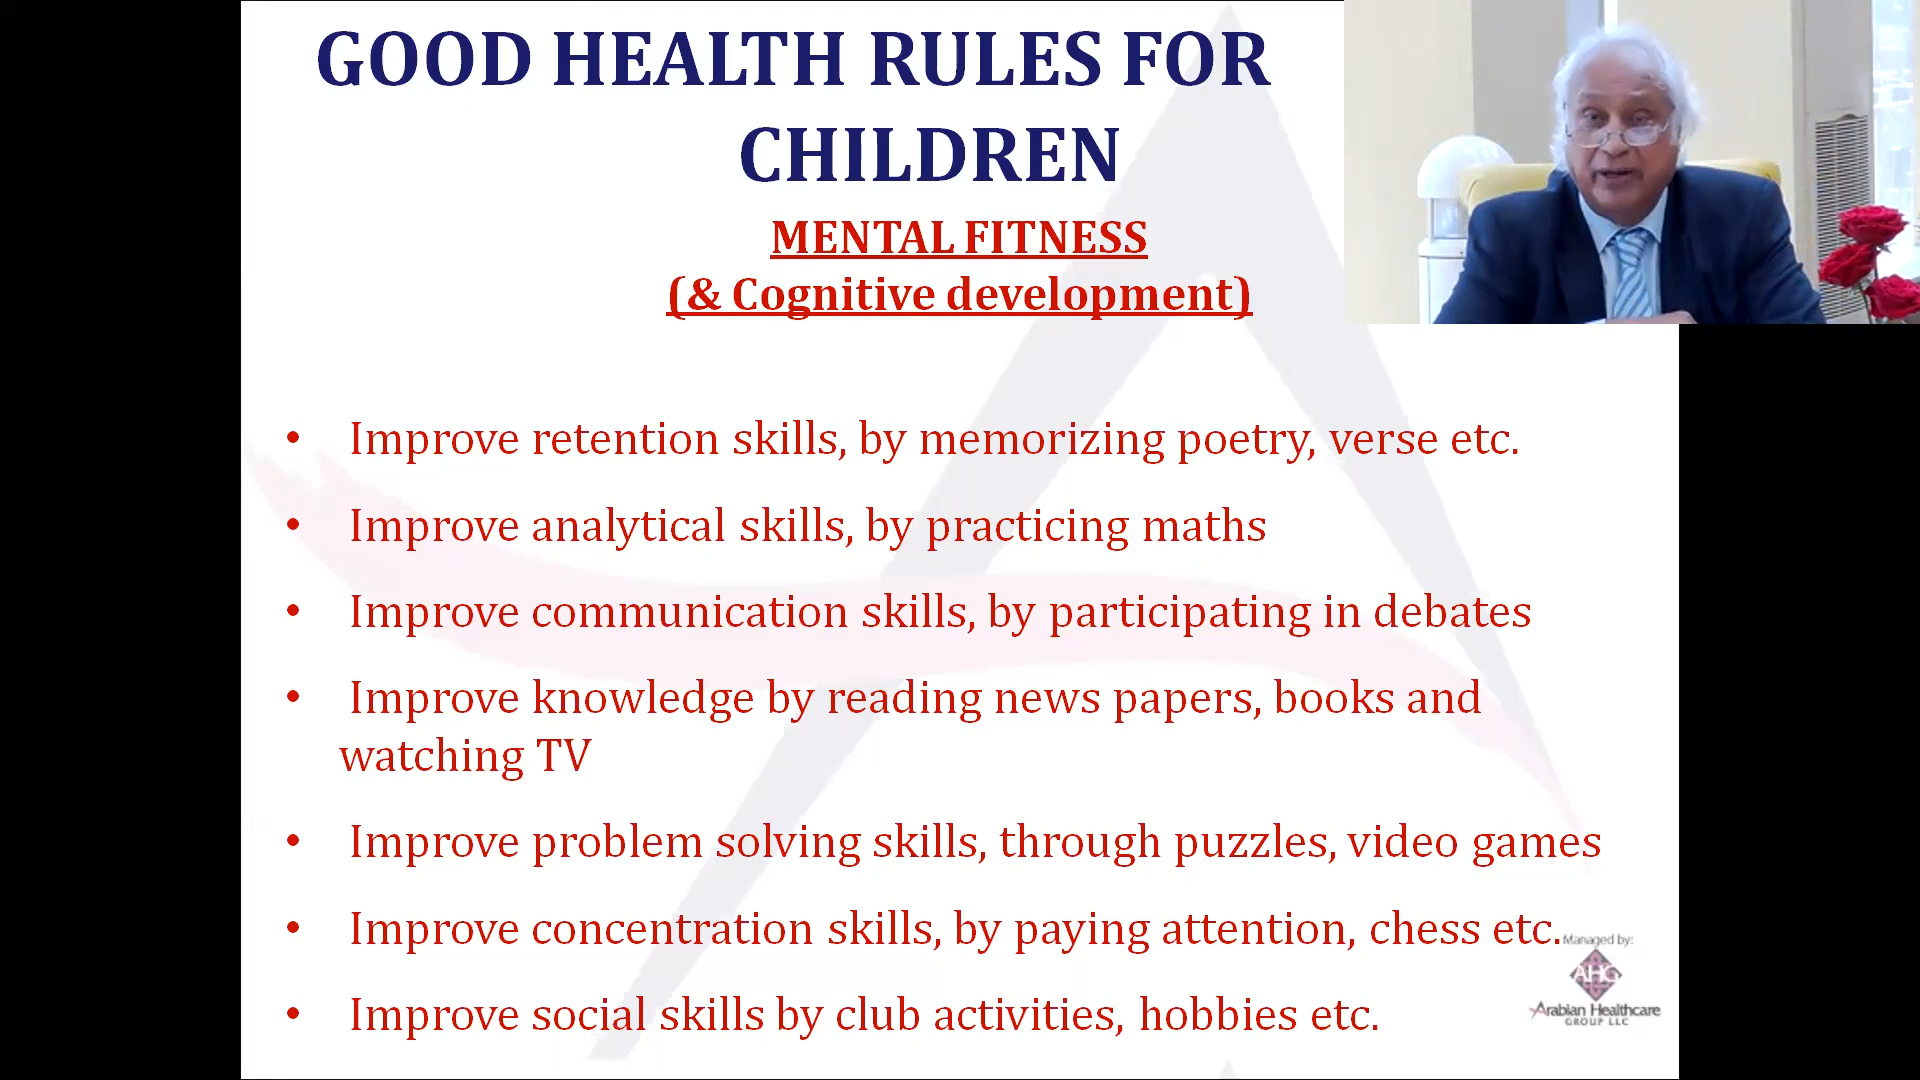 GOOD HEALTH RULES FOR
CHILDREN
MENTAL FITNESS
(& Cognitive development)
• Improve retention skills, by memorizing poetry, verse etc.
• Improve analytical skills, by practicing maths
• Improve communication skills, by participating in debates
• Improve knowledge by reading news papers, books and
watching TV
• Improve problem solving skills, through puzzles, video games
• Improve concentration skills, by paying attention, chess etc.
• Improve social skills by club activities, hobbies etc.
Managed by:
AHG
Arabian Healthcare
GROUP LLC